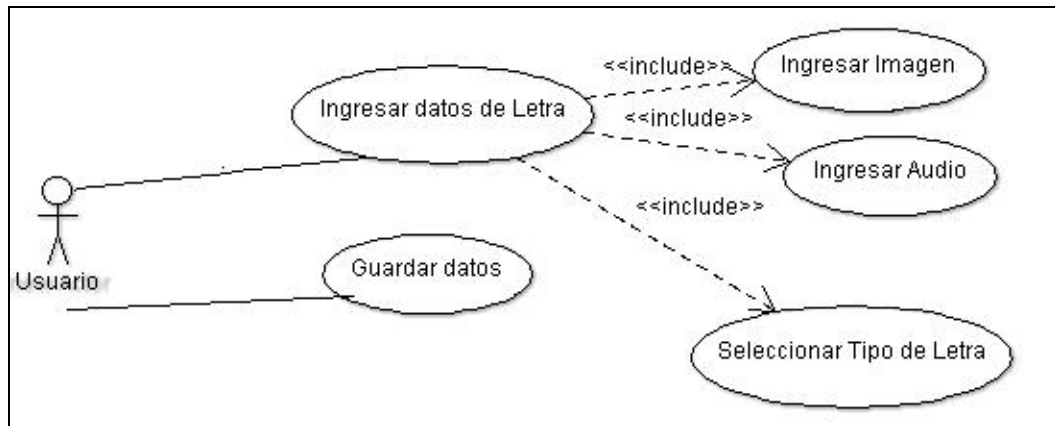 <<include>>
Ingresar Imagen
Ingresar datos de Letra
<<include>>
Ingresar Audio
<<include>>
Usuario
Guardar datos
Seleccionar Tipo de Letra